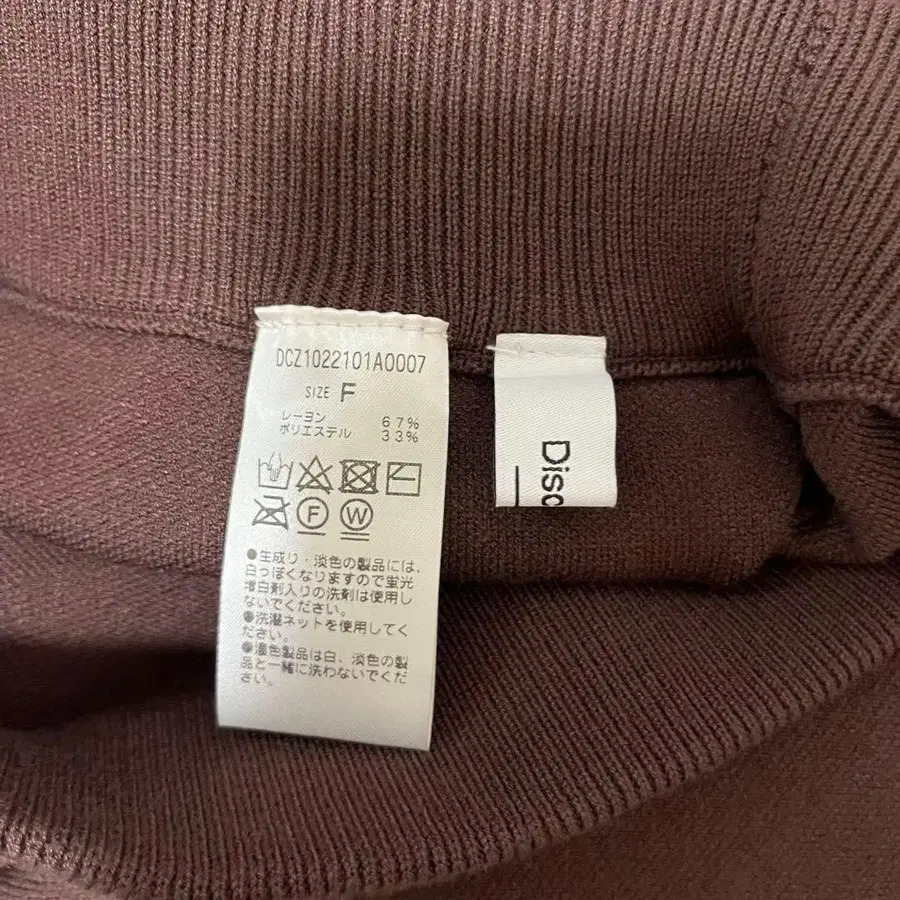 DCZ1022101A0007
SIZE F
レーヨン 67%
ポリエステル 33%
F W
●生成り・淡色の製品には、
白っぽくなりますので蛍光
増白剤入りの洗剤は使用し
ないでください。
●洗濯ネットを使用してく
ださい。
●濃色製品は白、淡色の製
品と一緒に洗わないでくだ
さい。
Disc